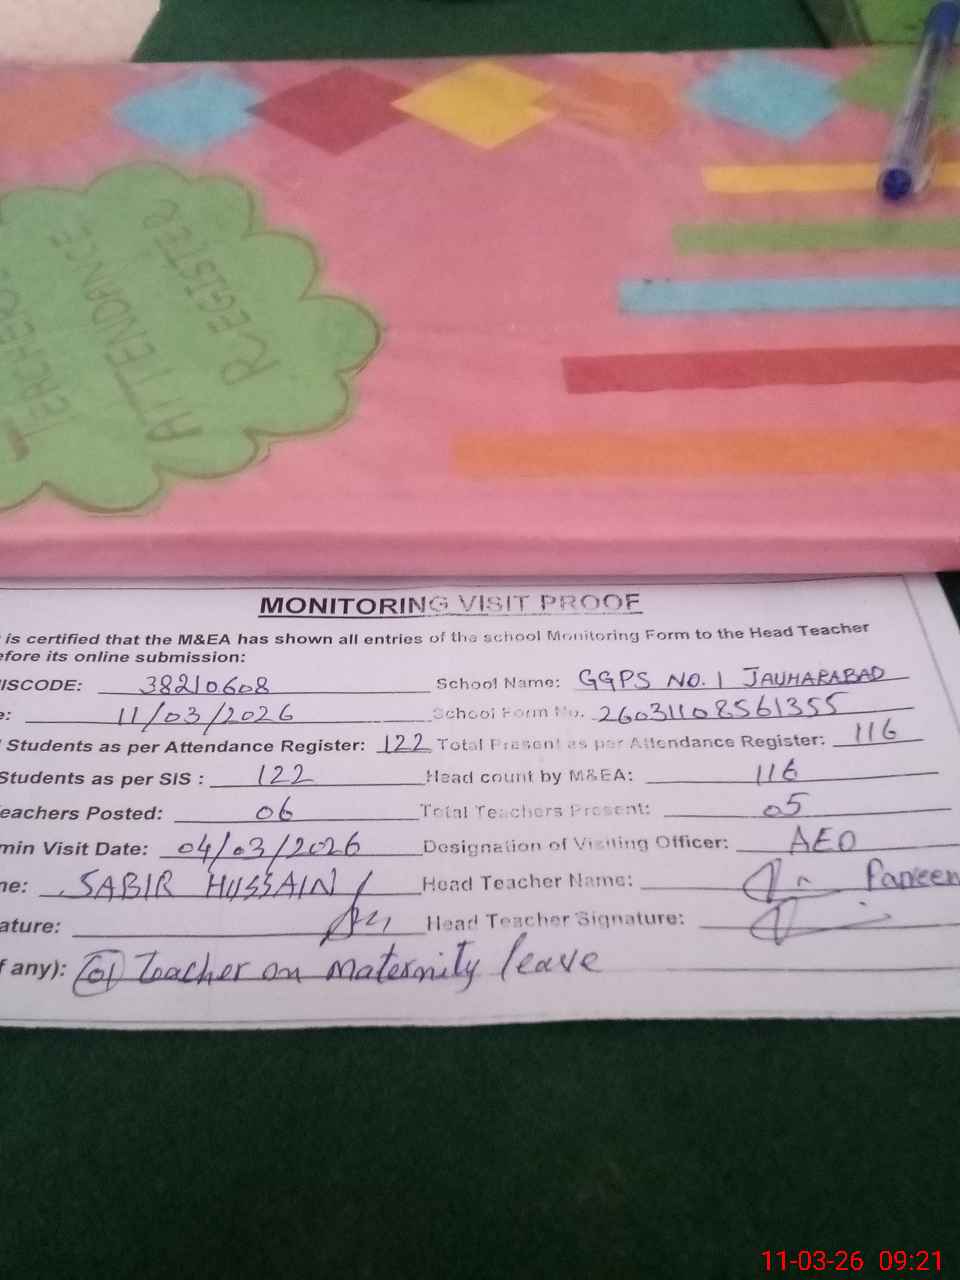 ATTENDANCE
REGISTER
MONITORING VISIT PROOF
is certified that the M&EA has shown all entries of the school Monitoring Form to the Head Teacher
efore its online submission:
ISCODE: 38210608 School Name: GGPS NO. 1 JAUHARABAD
e: 11/03/2026 School Form No. 26031108561355
Students as per Attendance Register: 122 Total Present as per Attendance Register: 116
Students as per SIS : 122 Head count by M&EA: 116
eachers Posted: 06 Total Teachers Present: 05
min Visit Date: 04/03/2026 Designation of Visiting Officer: AEO
ne: SABIR HUSSAIN Head Teacher Name: Parveen
ature: Head Teacher Signature:
f any): 01 Teacher on maternity leave
11-03-26 09:21